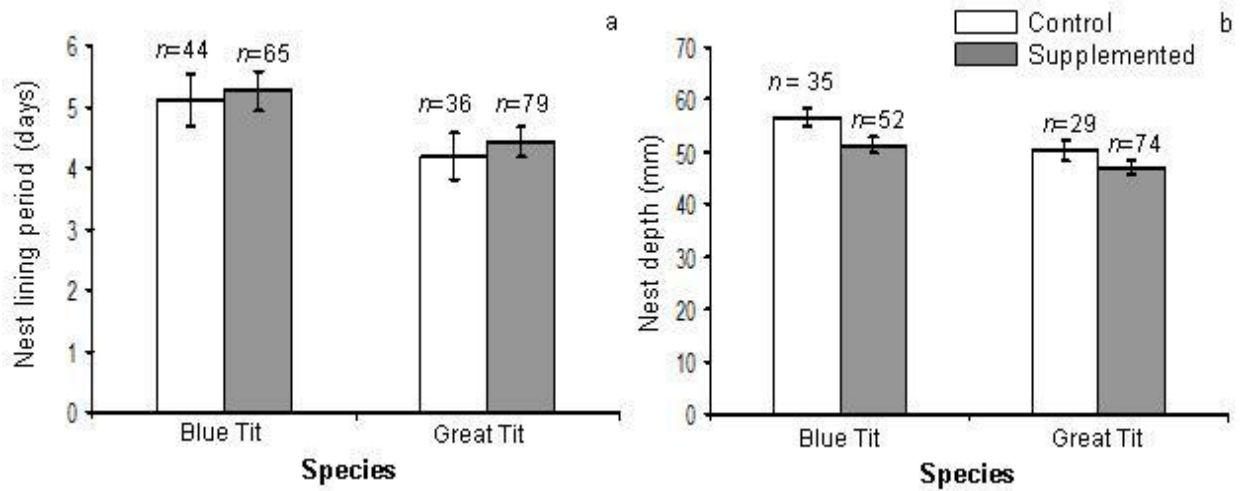 a
Nest lining period (days)
6
5
4
3
2
1
0
n=44
n=65
n=36
n=79
Blue Tit
Great Tit
Species
Control
Supplemented
b
Nest depth (mm)
70
60
50
40
30
20
10
0
n = 35
n=52
n=29
n=74
Blue Tit
Great Tit
Species